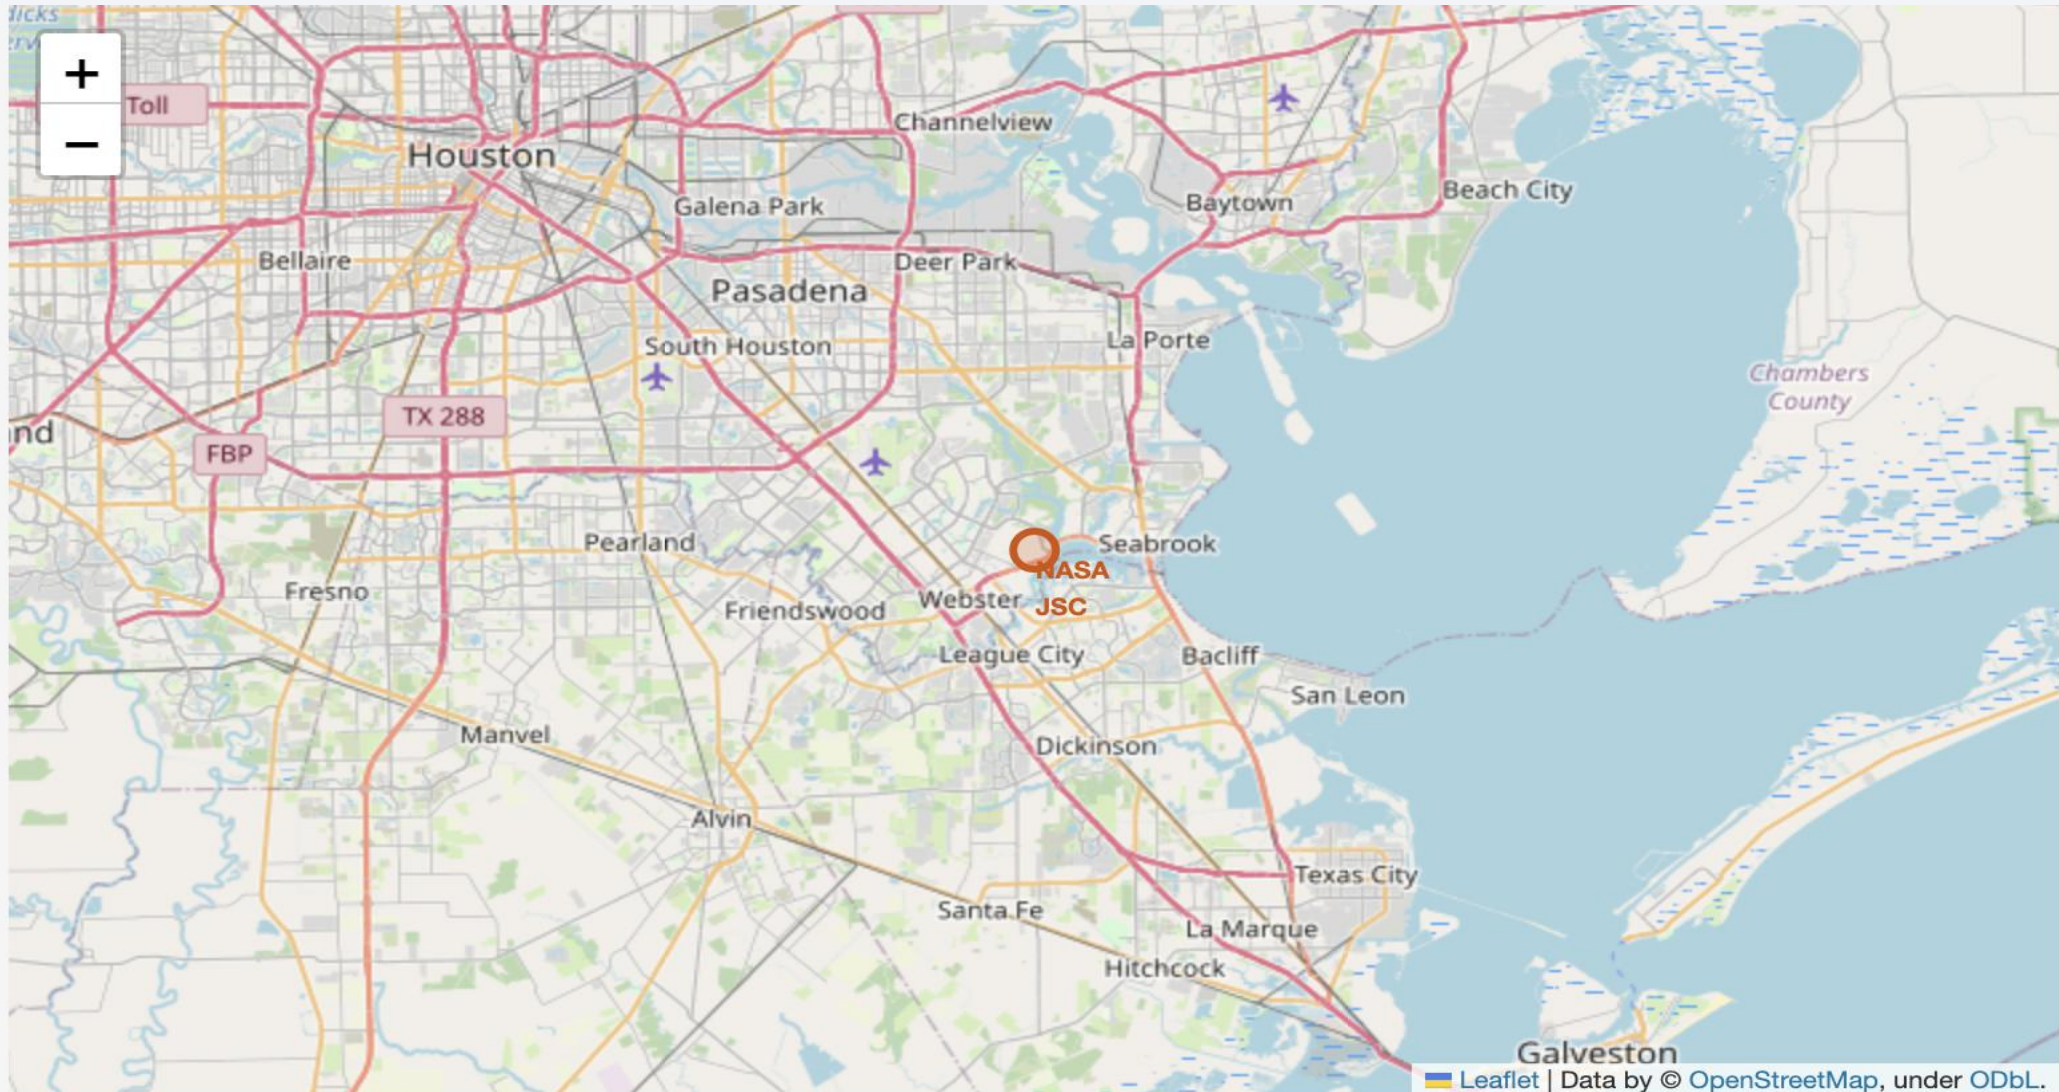 dicks
+
Toll
−
Houston
Channelview
Galena Park
Baytown
Beach City
Bellaire
Deer Park
Pasadena
La Porte
South Houston
Chambers
County
TX 288
nd
FBP
Pearland
Seabrook
NASA
JSC
Fresno
Friendswood
Webster
League City
Bacliff
San Leon
Manvel
Dickinson
Alvin
Texas City
Santa Fe
La Marque
Hitchcock
Galveston
Leaflet | Data by © OpenStreetMap, under ODbL.